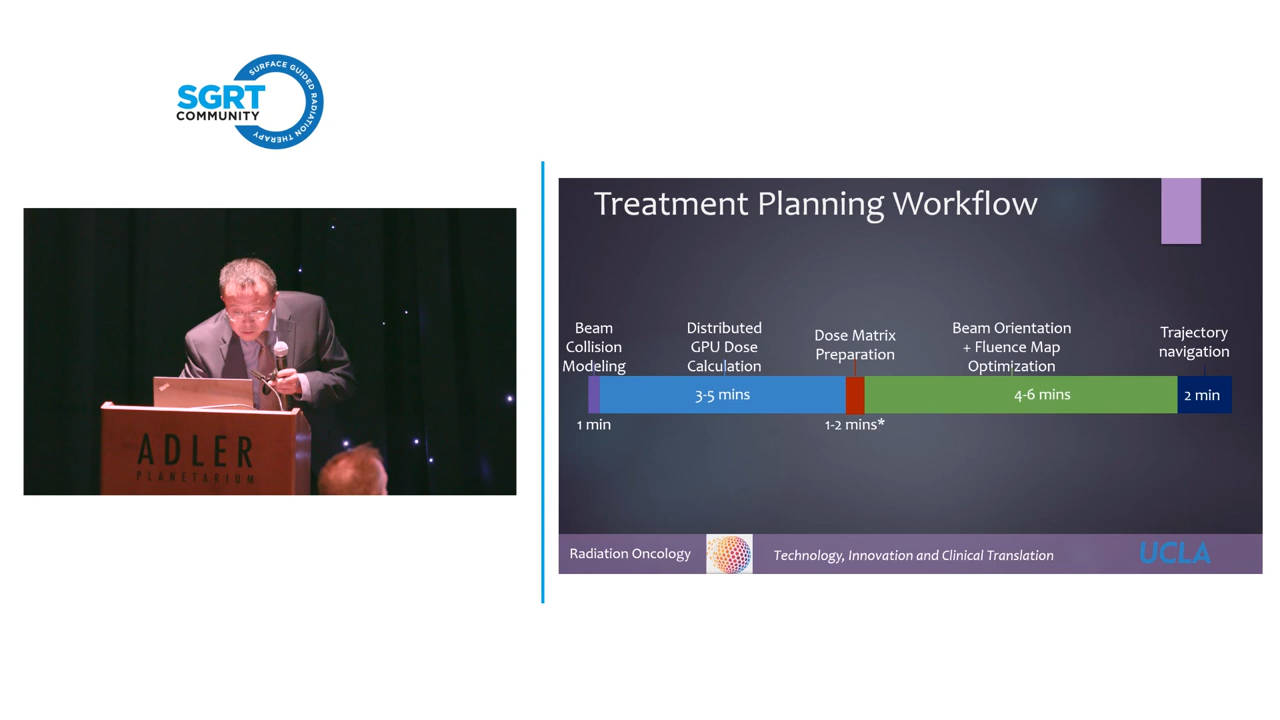 SURFACE GUIDED RADIATION THERAPY
SGRT
COMMUNITY
ADLER
PLANETARIUM
Treatment Planning Workflow
Beam
Collision
Modeling
Distributed
GPU Dose
Calculation
Dose Matrix
Preparation
Beam Orientation
+ Fluence Map
Optimization
Trajectory
navigation
3-5 mins
4-6 mins
2 min
1 min
1-2 mins*
Radiation Oncology
Technology, Innovation and Clinical Translation
UCLA